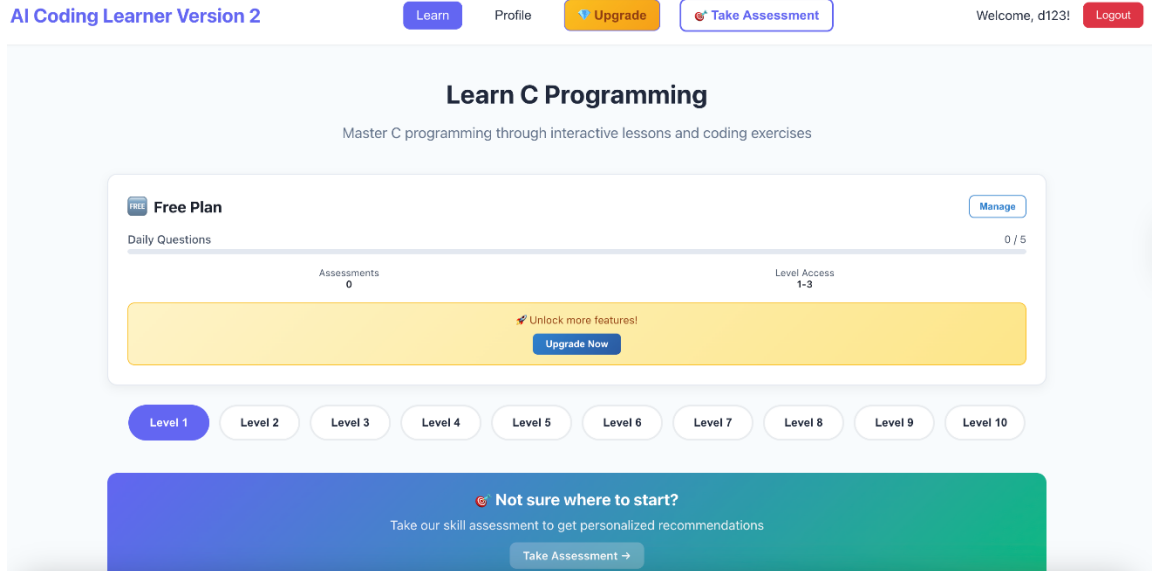 AI Coding Learner Version 2
Learn
Profile
💎 Upgrade
🎯 Take Assessment
Welcome, d123!
Logout
Learn C Programming
Master C programming through interactive lessons and coding exercises
🆓 Free Plan
Manage
Daily Questions
0 / 5
Assessments
0
Level Access
1-3
🚀 Unlock more features!
Upgrade Now
Level 1
Level 2
Level 3
Level 4
Level 5
Level 6
Level 7
Level 8
Level 9
Level 10
🎯 Not sure where to start?
Take our skill assessment to get personalized recommendations
Take Assessment →